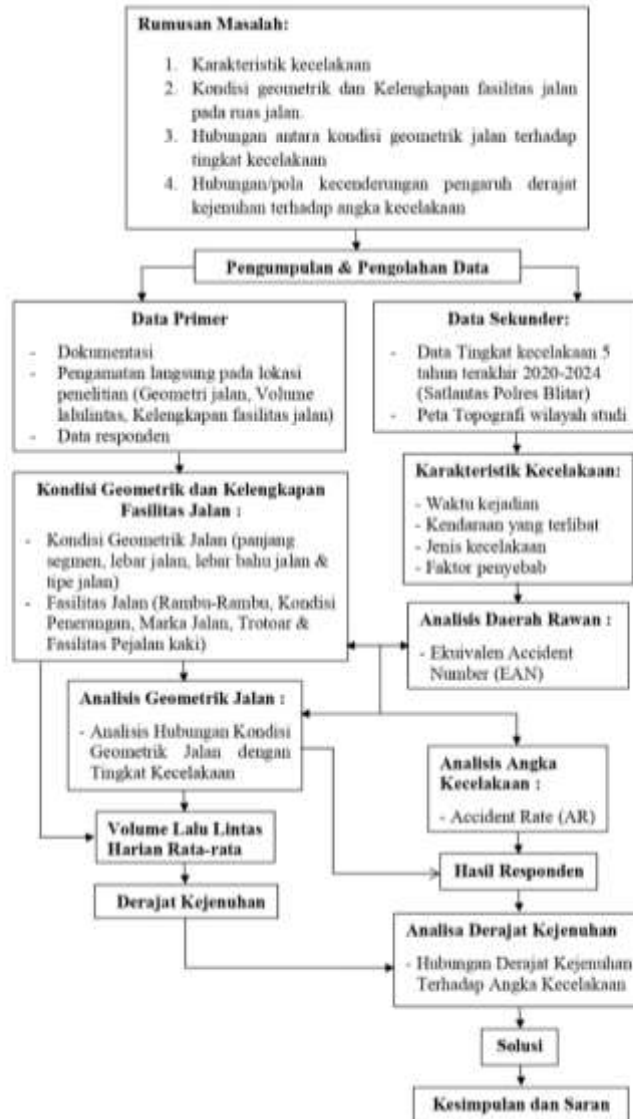 Rumusan Masalah:
1. Karakteristik kecelakaan
2. Kondisi geometrik dan Kelengkapan fasilitas jalan
pada ruas jalan.
3. Hubungan antara kondisi geometrik jalan terhadap
tingkat kecelakaan
4. Hubungan/pola kecenderungan pengaruh derajat
kejenuhan terhadap angka kecelakaan
Pengumpulan & Pengolahan Data
Data Primer
- Dokumentasi
- Pengamatan langsung pada lokasi
penelitian (Geometri jalan, Volume
lalulintas, Kelengkapan fasilitas jalan)
- Data responden
Data Sekunder:
- Data Tingkat kecelakaan 5
tahun terakhir 2020-2024
(Satlantas Polres Blitar)
- Peta Topografi wilayah studi
Kondisi Geometrik dan Kelengkapan
Fasilitas Jalan :
- Kondisi Geometrik Jalan (panjang
segmen, lebar jalan, lebar bahu jalan &
tipe jalan)
- Fasilitas Jalan (Rambu-Rambu, Kondisi
Penerangan, Marka Jalan, Trotoar &
Fasilitas Pejalan kaki)
Karakteristik Kecelakaan:
- Waktu kejadian
- Kendaraan yang terlibat
- Jenis kecelakaan
- Faktor penyebab
Analisis Daerah Rawan :
- Ekuivalen Accident
Number (EAN)
Analisis Geometrik Jalan :
- Analisis Hubungan Kondisi
Geometrik Jalan dengan
Tingkat Kecelakaan
Analisis Angka
Kecelakaan :
- Accident Rate (AR)
Volume Lalu Lintas
Harian Rata-rata
Hasil Responden
Derajat Kejenuhan
Analisa Derajat Kejenuhan
- Hubungan Derajat Kejenuhan
Terhadap Angka Kecelakaan
Solusi
Kesimpulan dan Saran